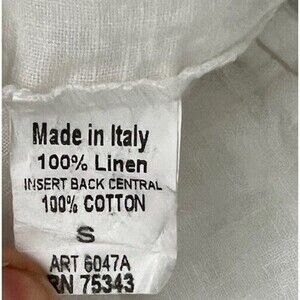 Made in Italy
100% Linen
INSERT BACK CENTRAL
100% COTTON
S
ART 6047A
RN 75343